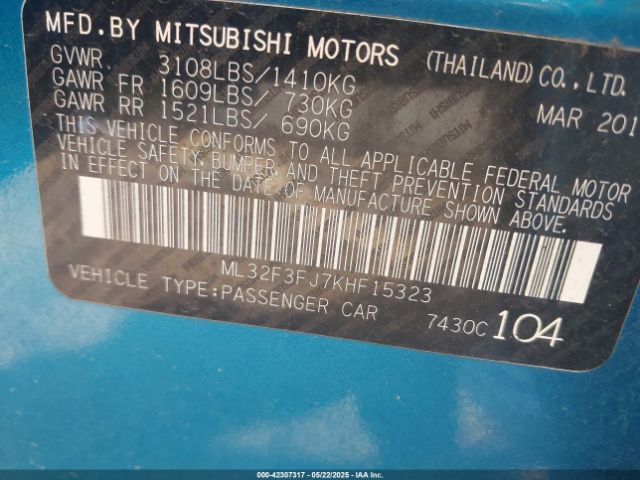 MFD.BY MITSUBISHI MOTORS (THAILAND)CO.,LTD.
GVWR. 3108LBS/1410KG
GAWR FR 1609LBS/ 730KG MAR 201
GAWR RR 1521LBS/ 690KG
THIS VEHICLE CONFORMS TO ALL APPLICABLE FEDERAL MOTOR
VEHICLE SAFETY, BUMPER AND THEFT PREVENTION STANDARDS
IN EFFECT ON THE DATE OF MANUFACTURE SHOWN ABOVE.
ML32F3FJ7KHF15323
VEHICLE TYPE:PASSENGER CAR 7430C 104
000-42307317 - 05/22/2025 - IAAI.COM